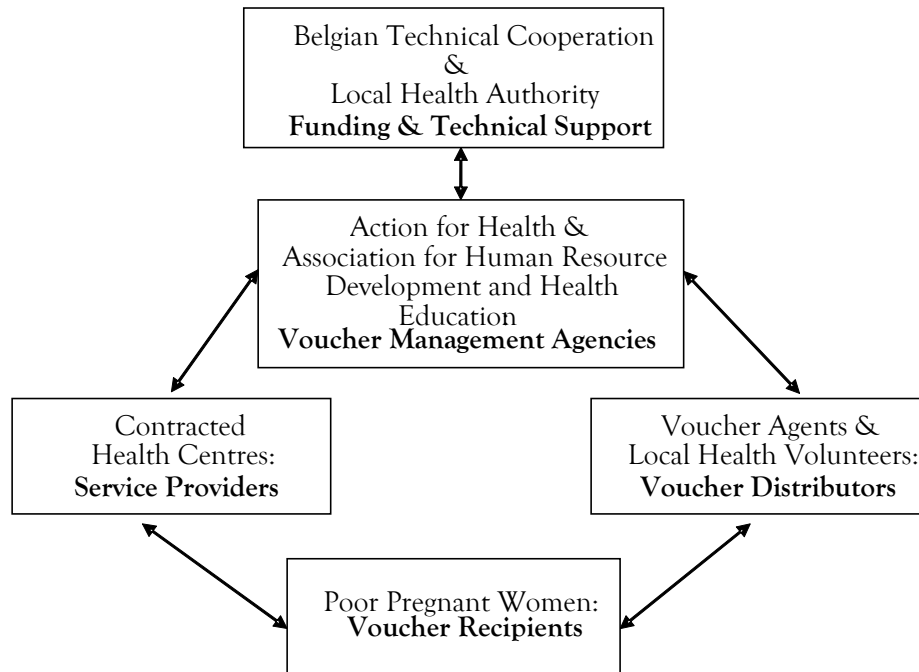 Belgian Technical Cooperation
&
Local Health Authority
Funding & Technical Support
Action for Health &
Association for Human Resource
Development and Health
Education
Voucher Management Agencies
Contracted
Health Centres:
Service Providers
Voucher Agents &
Local Health Volunteers:
Voucher Distributors
Poor Pregnant Women:
Voucher Recipients